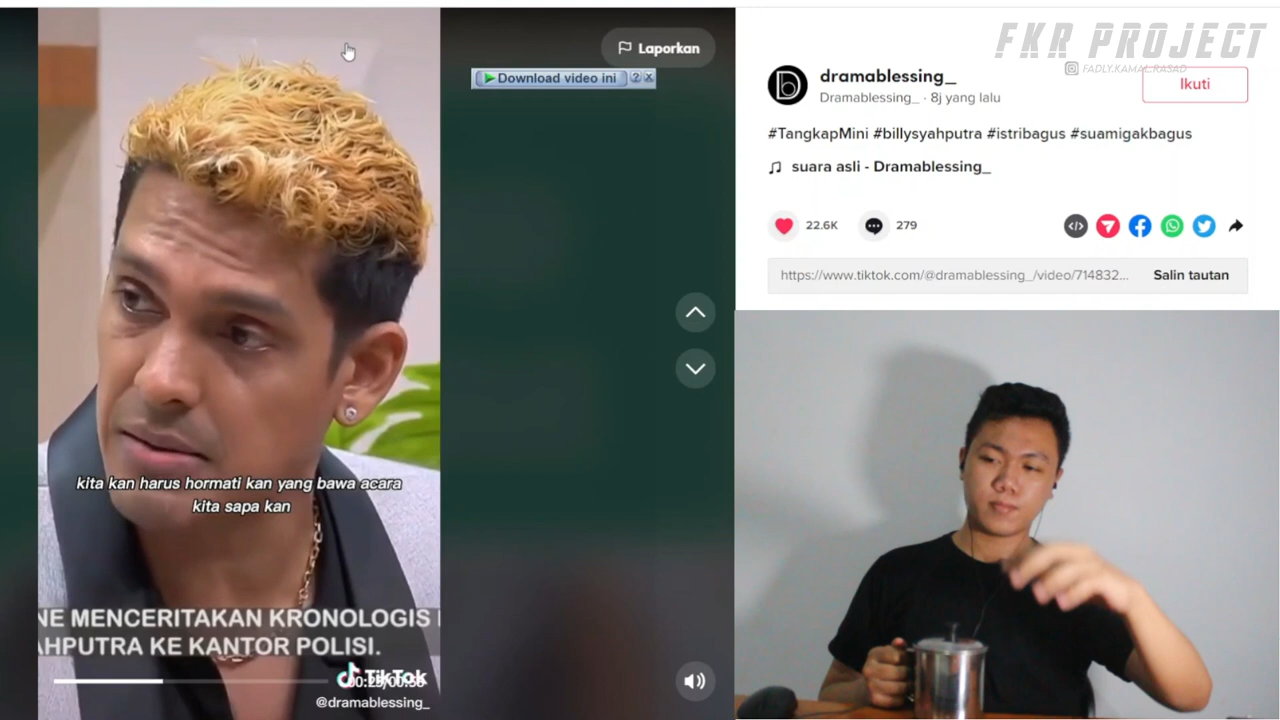 Laporkan
Download video ini
kita kan harus hormati kan yang bawa acara
kita sapa kan
NE MENCERITAKAN KRONOLOGIS
AHPUTRA KE KANTOR POLISI.
TikTok
@dramablessing_
FKR PROJECT
FADLY.KAMAL.RASAD
dramablessing_
Dramablessing_ · 8j yang lalu
Ikuti
#TangkapMini #billysyahputra #istribagus #suamigakbagus
suara asli - Dramablessing_
22.6K
279
https://www.tiktok.com/@dramablessing_/video/714832...
Salin tautan